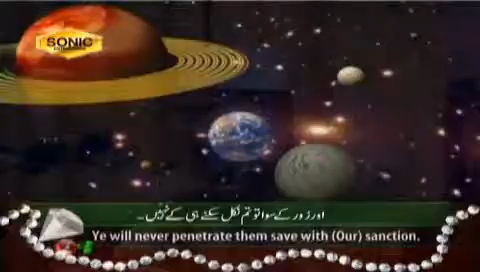 SONIC
اور زور کے سوا تو تم نکل سکنے ہی کے نہیں ۔
Ye will never penetrate them save with (Our) sanction.